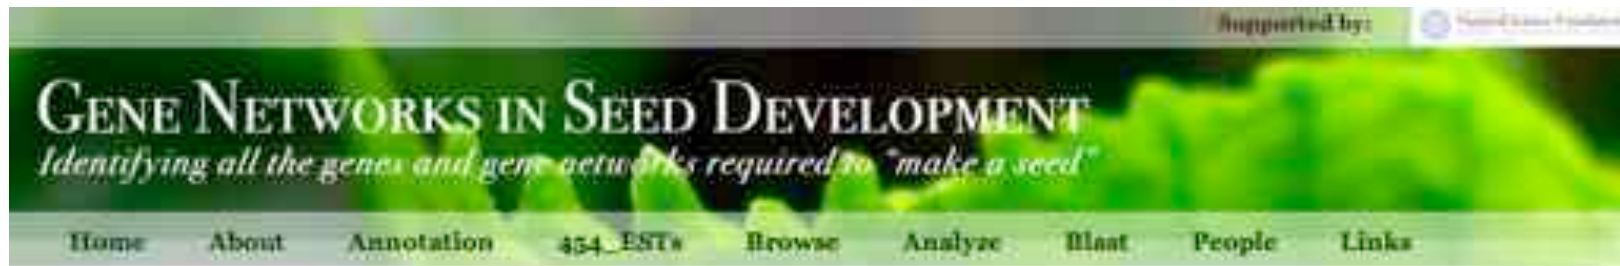 Supported by:
GENE NETWORKS IN SEED DEVELOPMENT
Identifying all the genes and gene networks required to "make a seed"
Home About Annotation 454_ESTs Browse Analyze Blast People Links